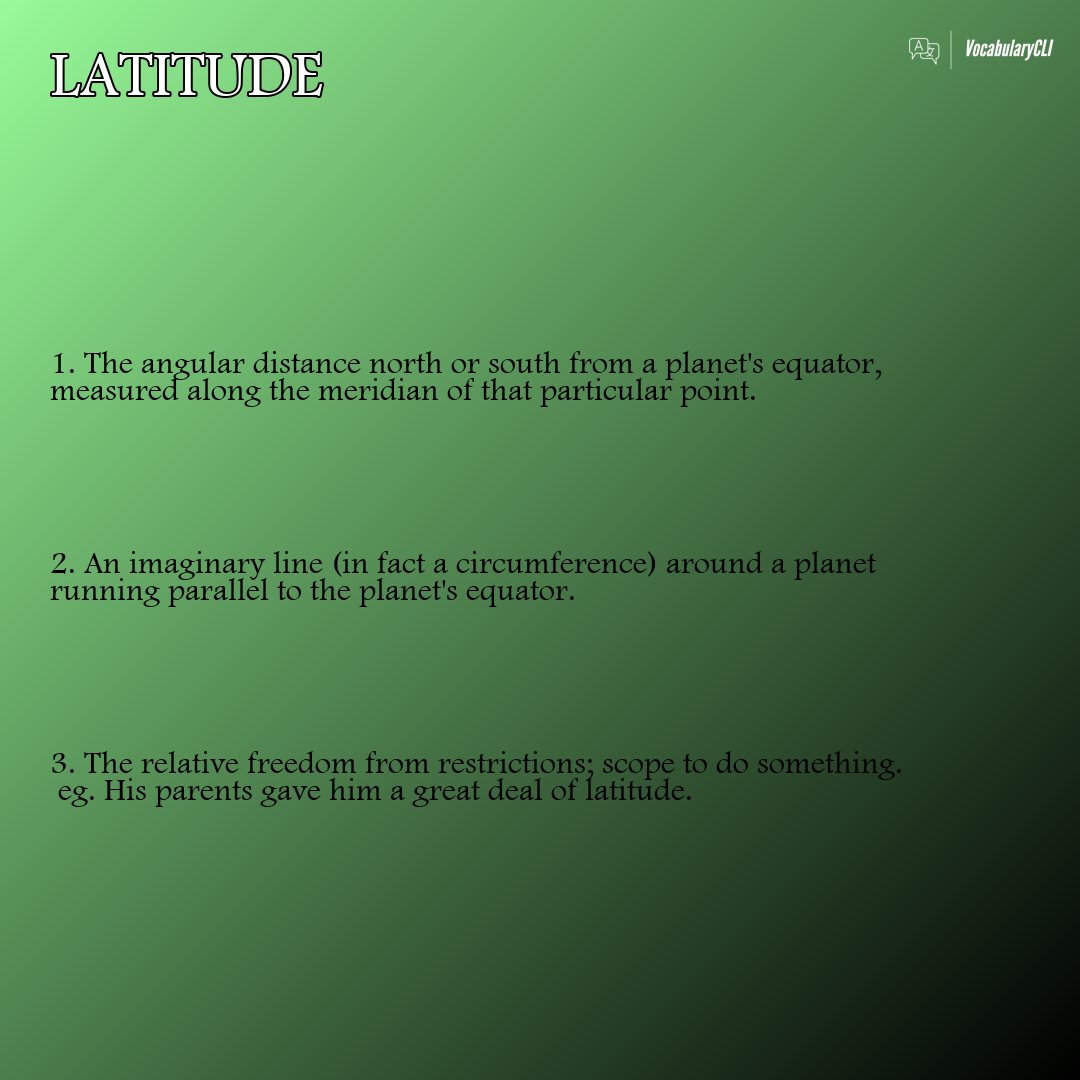 LATITUDE
VocabularyCLI
1. The angular distance north or south from a planet's equator,
measured along the meridian of that particular point.
2. An imaginary line (in fact a circumference) around a planet
running parallel to the planet's equator.
3. The relative freedom from restrictions; scope to do something.
eg. His parents gave him a great deal of latitude.